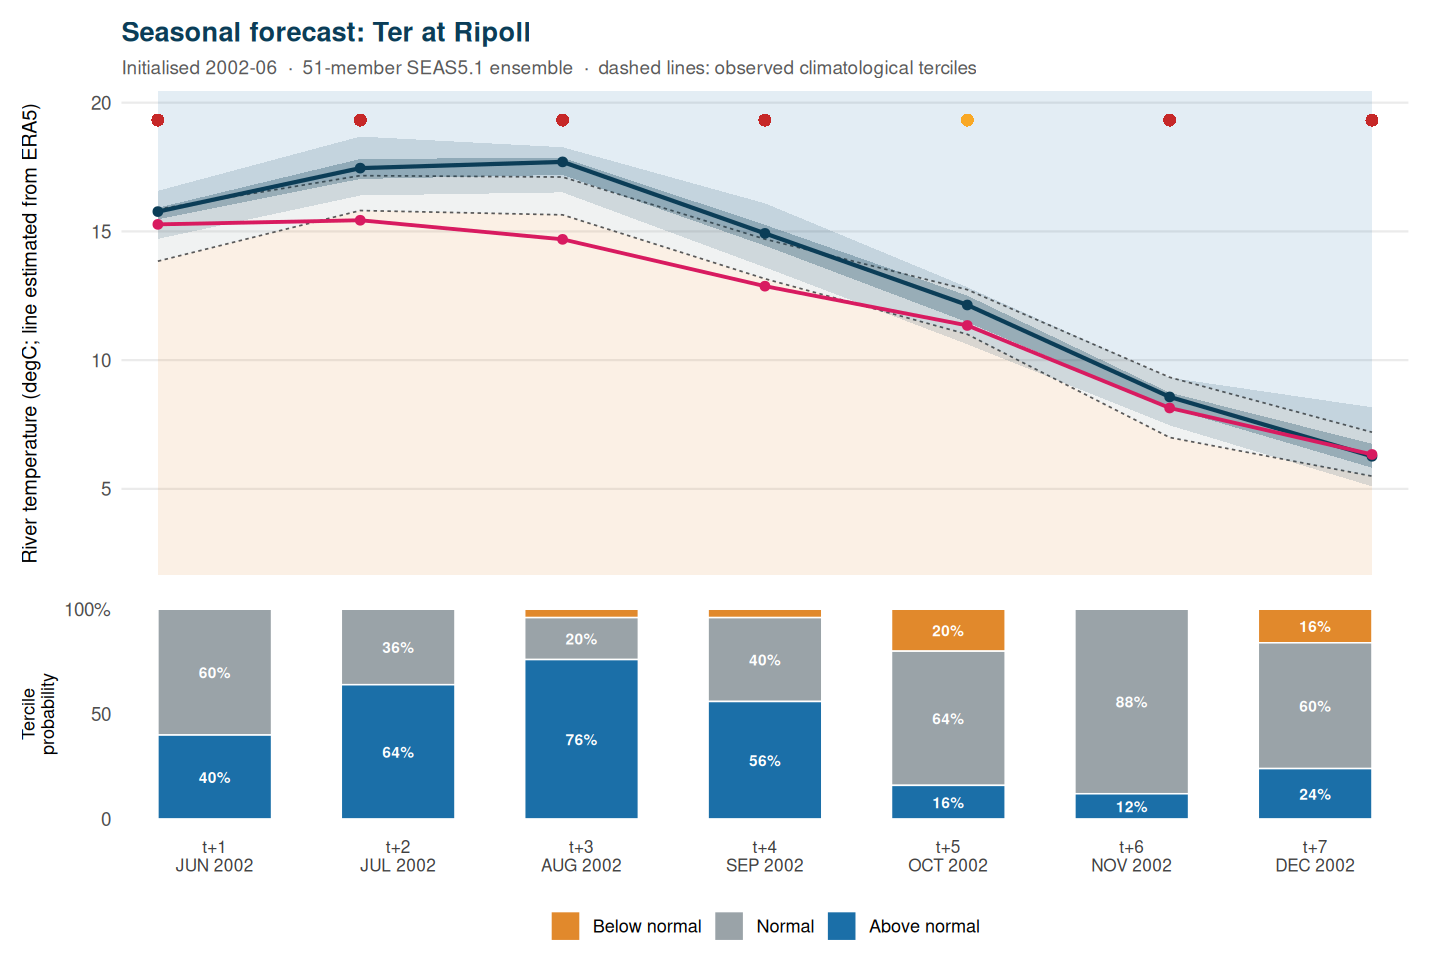 Seasonal forecast: Ter at Ripoll
Initialised 2002-06 · 51-member SEAS5.1 ensemble · dashed lines: observed climatological terciles
River temperature (degC; line estimated from ERA5)
20
15
10
5
Tercile
probability
100%
50
0
60%
40%
36%
64%
20%
76%
40%
56%
20%
64%
16%
88%
12%
16%
60%
24%
t+1
JUN 2002
t+2
JUL 2002
t+3
AUG 2002
t+4
SEP 2002
t+5
OCT 2002
t+6
NOV 2002
t+7
DEC 2002
Below normal
Normal
Above normal